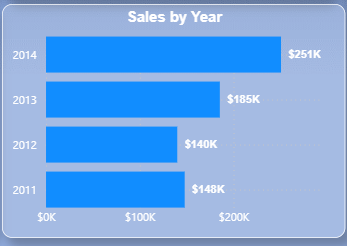 Sales by Year
2014 $251K
2013 $185K
2012 $140K
2011 $148K
$0K $100K $200K